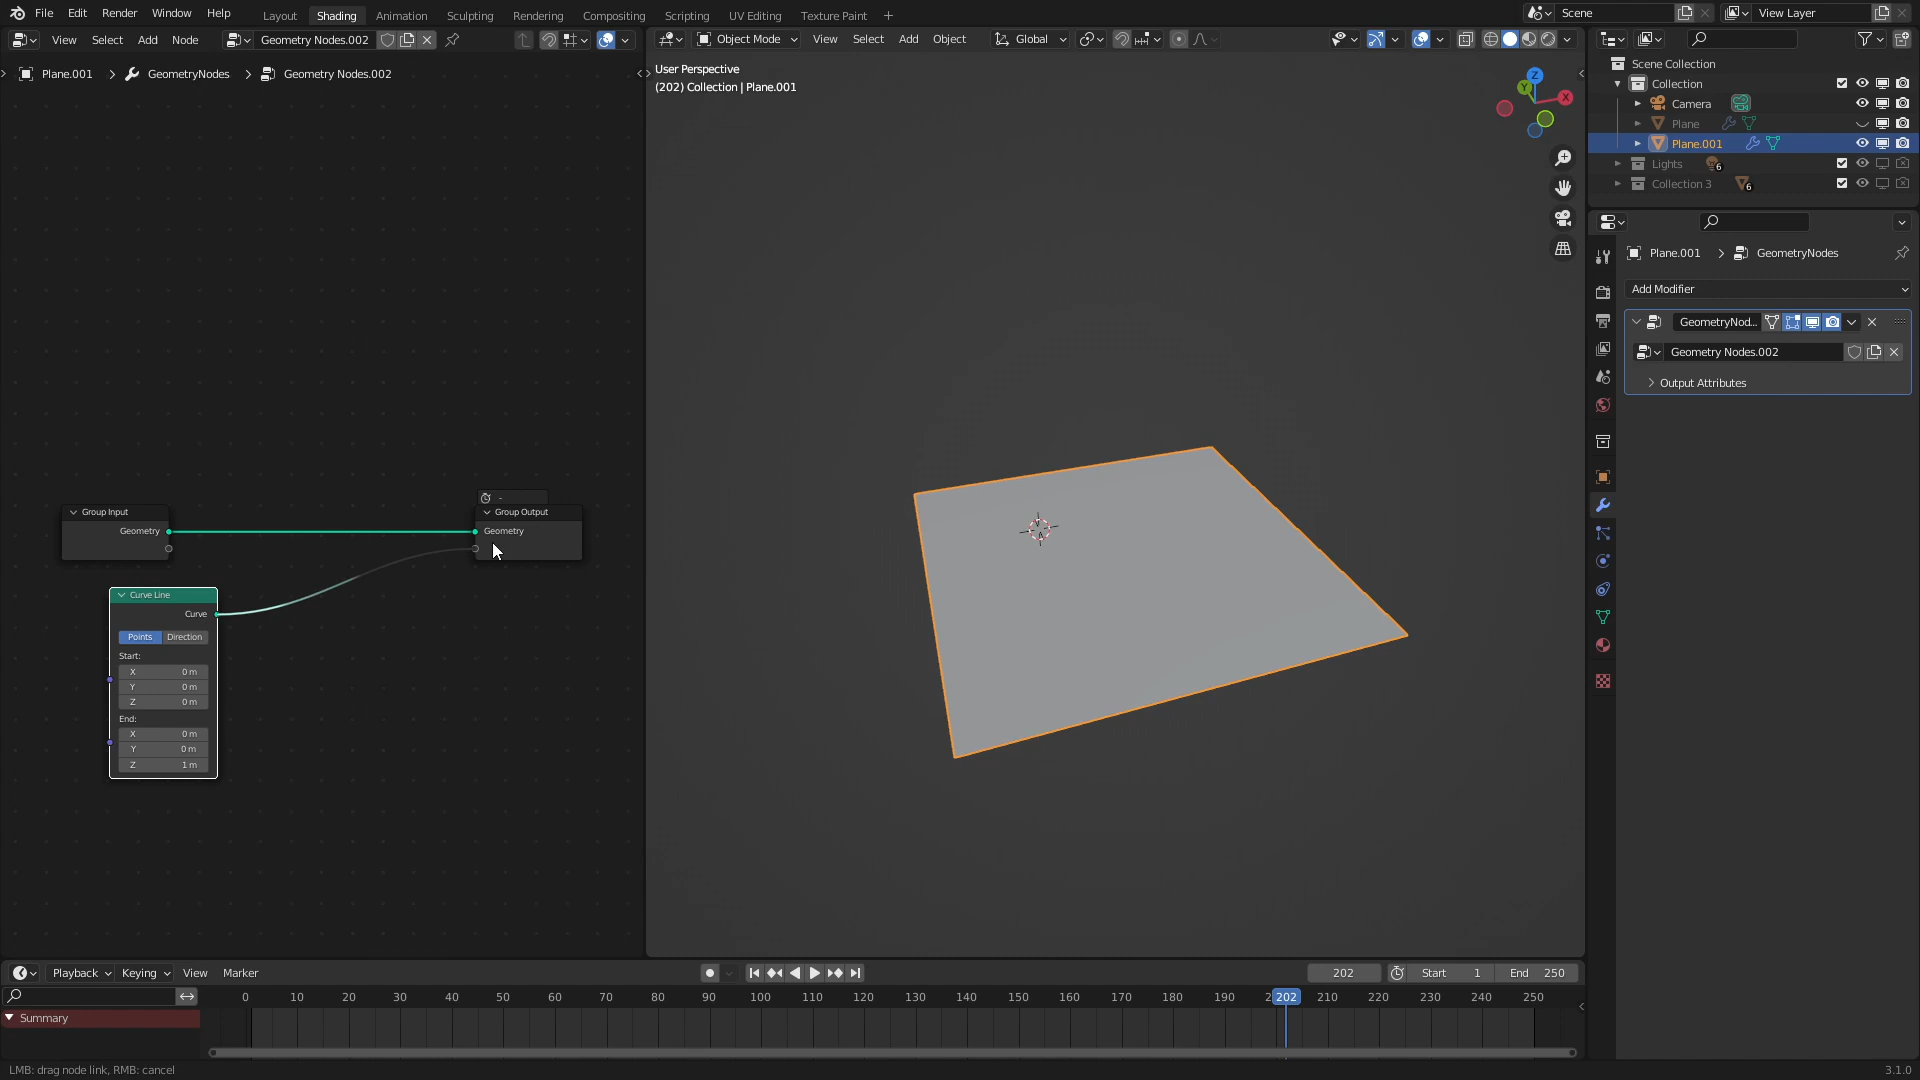 File Edit Render Window Help Layout Shading Animation Sculpting Rendering Compositing Scripting UV Editing Texture Paint + Scene View Layer
View Select Add Node Geometry Nodes.002 Object Mode View Select Add Object Global
Plane.001 > GeometryNodes > Geometry Nodes.002
User Perspective
(202) Collection | Plane.001
Z
Y
X
Scene Collection
Collection
Camera
Plane
Plane.001
Lights 6
Collection 3 6
Plane.001 > GeometryNodes
Add Modifier
GeometryNod...
Geometry Nodes.002
Output Attributes
Group Input
Geometry
-
Group Output
Geometry
Curve Line
Curve
Points Direction
Start:
X 0 m
Y 0 m
Z 0 m
End:
X 0 m
Y 0 m
Z 1 m
Playback Keying View Marker 202 Start 1 End 250
0 10 20 30 40 50 60 70 80 90 100 110 120 130 140 150 160 170 180 190 2 202 210 220 230 240 250
Summary
LMB: drag node link, RMB: cancel 3.1.0